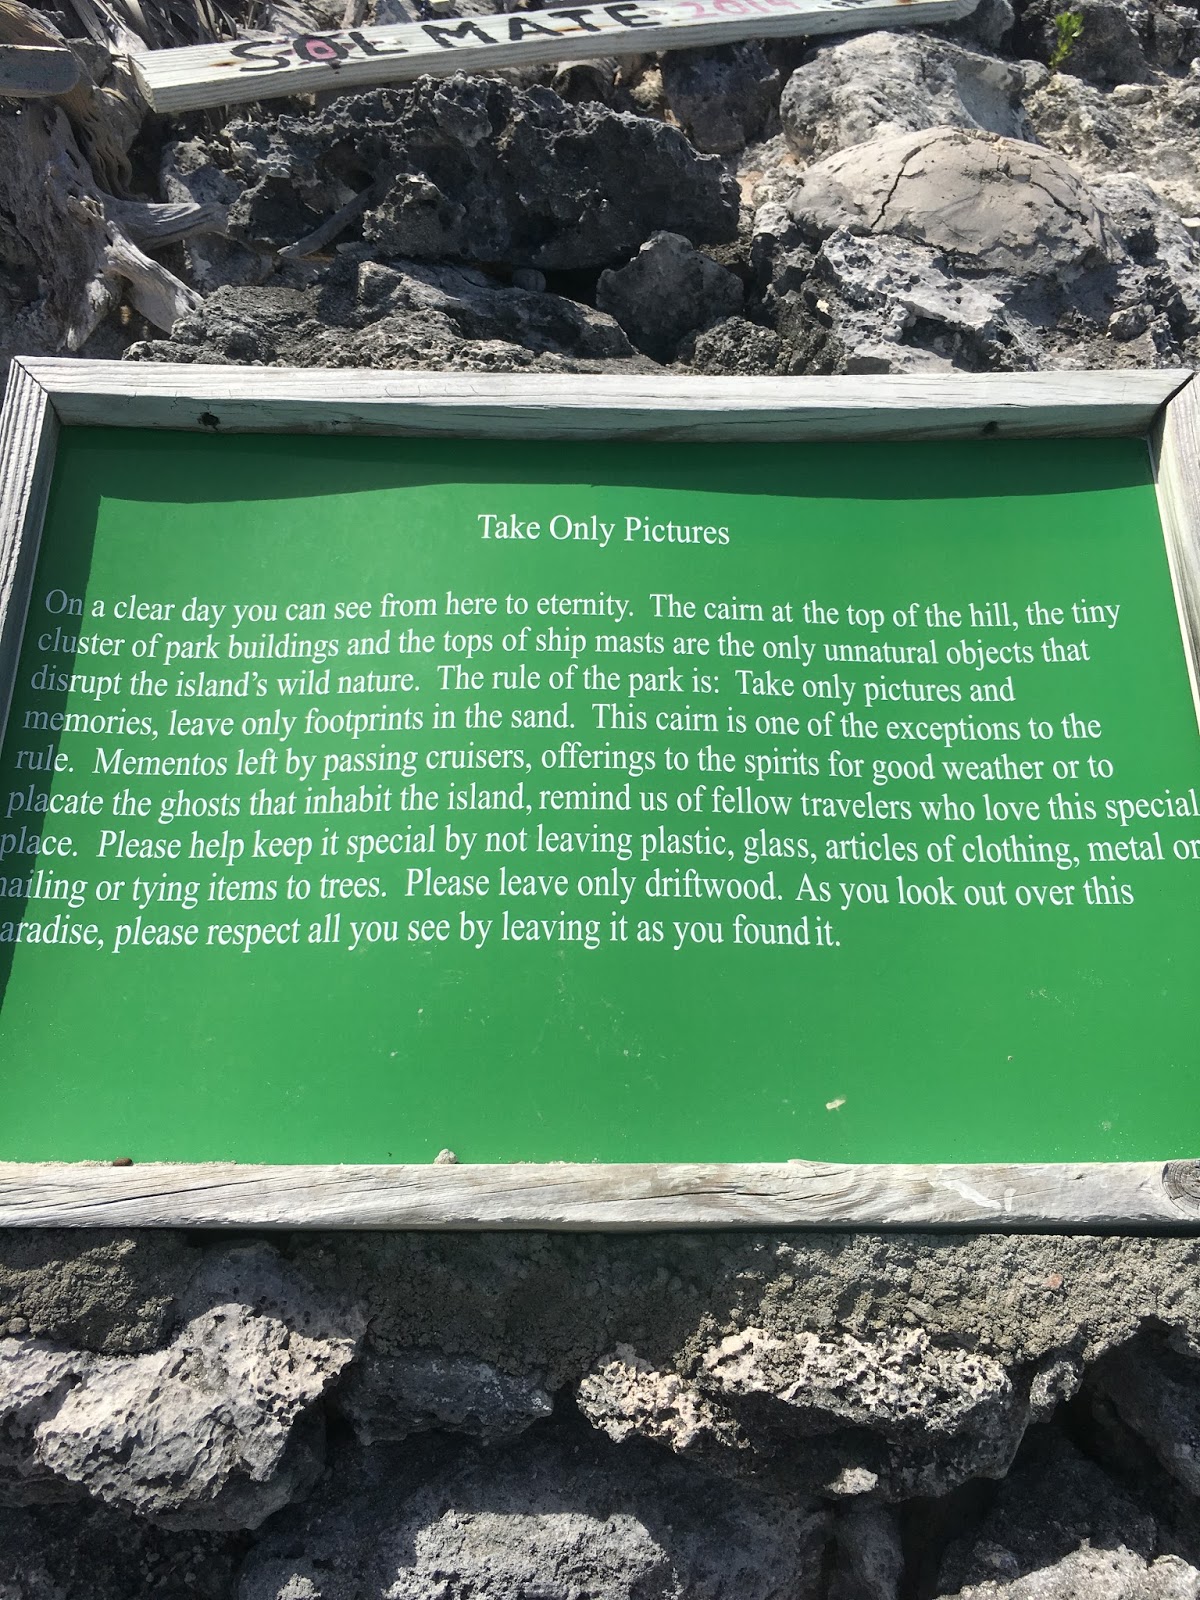 SOL MATE 2014
Take Only Pictures
On a clear day you can see from here to eternity. The cairn at the top of the hill, the tiny
cluster of park buildings and the tops of ship masts are the only unnatural objects that
disrupt the island's wild nature. The rule of the park is: Take only pictures and
memories, leave only footprints in the sand. This cairn is one of the exceptions to the
rule. Mementos left by passing cruisers, offerings to the spirits for good weather or to
placate the ghosts that inhabit the island, remind us of fellow travelers who love this special
place. Please help keep it special by not leaving plastic, glass, articles of clothing, metal or
nailing or tying items to trees. Please leave only driftwood. As you look out over this
aradise, please respect all you see by leaving it as you found it.